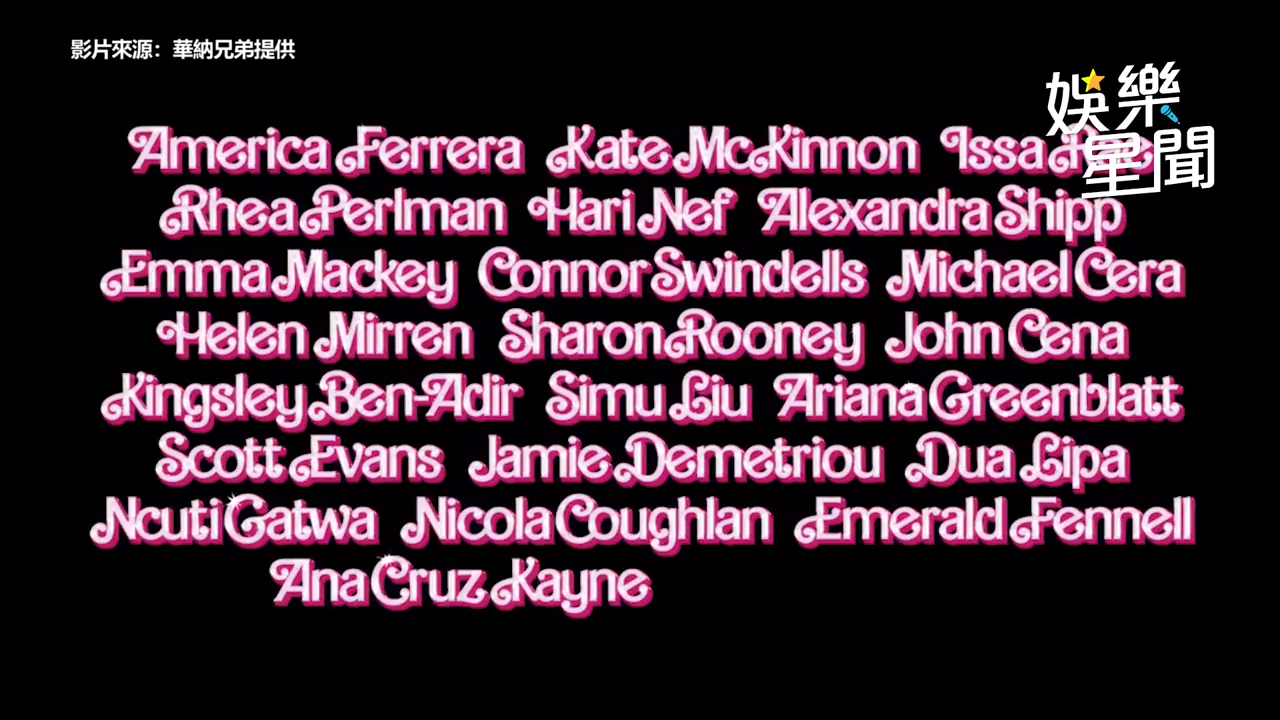 影片來源：華納兄弟提供
娛樂
星聞
America Ferrera Kate McKinnon Issa
Rhea Perlman Hari Nef Alexandra Shipp
Emma Mackey Connor Swindells Michael Cera
Helen Mirren Sharon Rooney John Cena
Kingsley Ben-Adir Simu Liu Ariana Greenblatt
Scott Evans Jamie Demetriou Dua Lipa
Ncuti Gatwa Nicola Coughlan Emerald Fennell
Ana Cruz Kayne